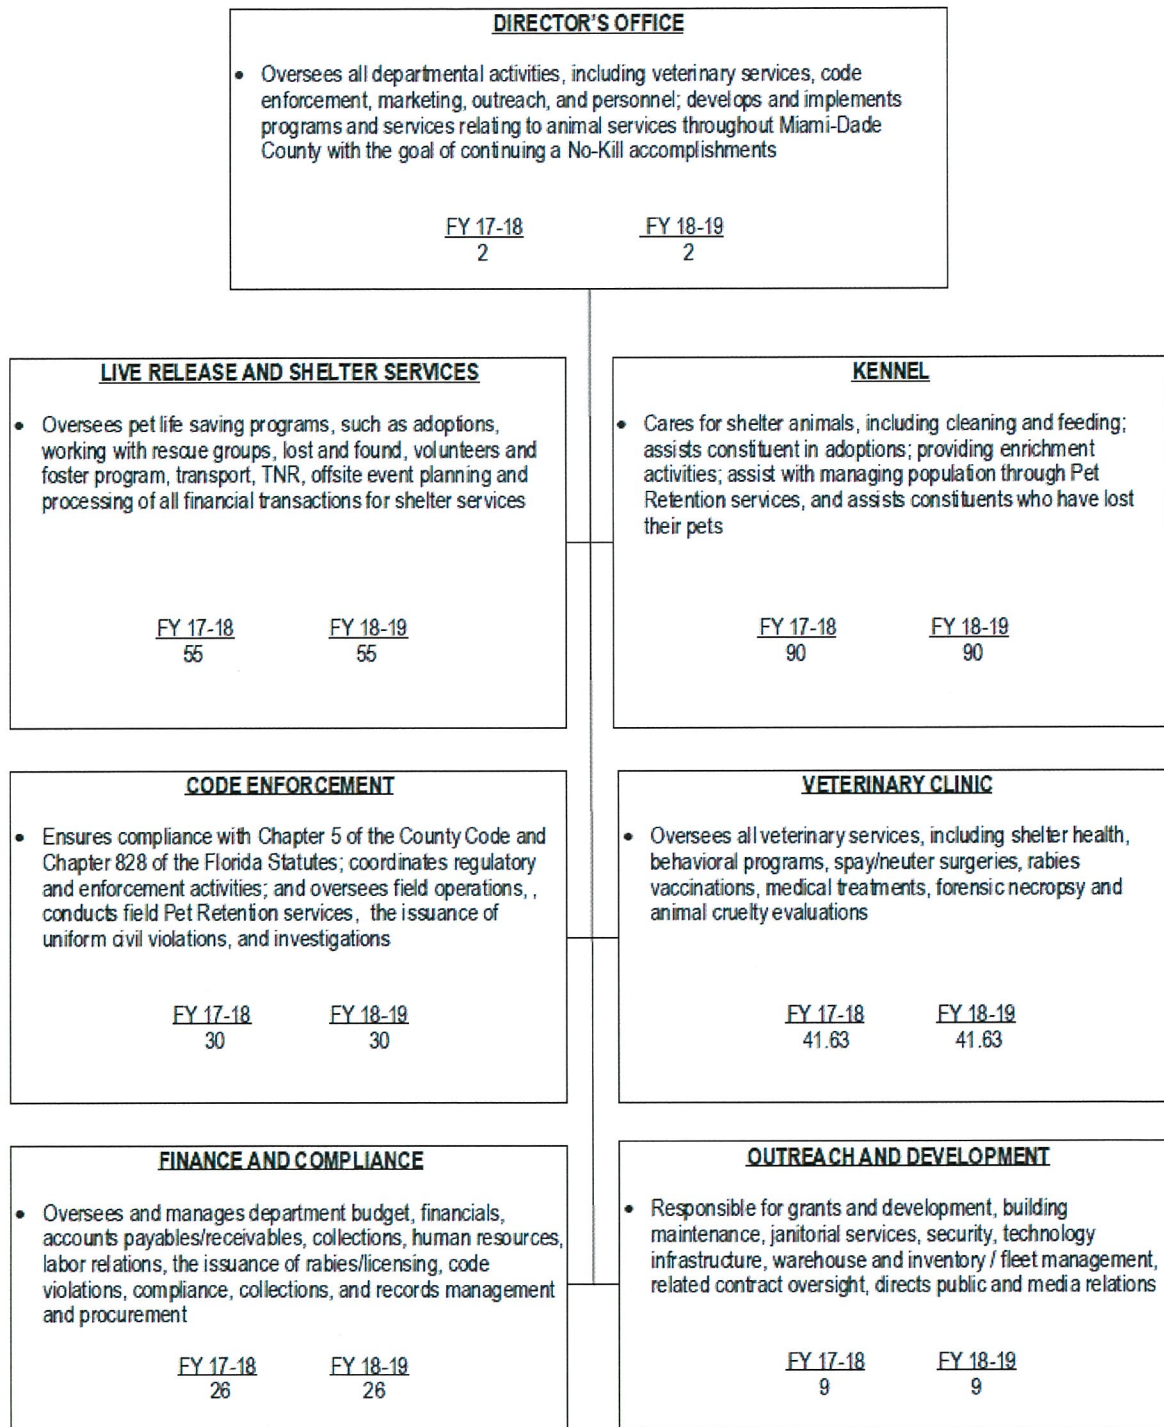 DIRECTOR'S OFFICE
• Oversees all departmental activities, including veterinary services, code
enforcement, marketing, outreach, and personnel; develops and implements
programs and services relating to animal services throughout Miami-Dade
County with the goal of continuing a No-Kill accomplishments
FY 17-18 FY 18-19
2 2
LIVE RELEASE AND SHELTER SERVICES
• Oversees pet life saving programs, such as adoptions,
working with rescue groups, lost and found, volunteers and
foster program, transport, TNR, offsite event planning and
processing of all financial transactions for shelter services
FY 17-18 FY 18-19
55 55
KENNEL
• Cares for shelter animals, including cleaning and feeding;
assists constituent in adoptions; providing enrichment
activities; assist with managing population through Pet
Retention services, and assists constituents who have lost
their pets
FY 17-18 FY 18-19
90 90
CODE ENFORCEMENT
• Ensures compliance with Chapter 5 of the County Code and
Chapter 828 of the Florida Statutes; coordinates regulatory
and enforcement activities; and oversees field operations, ,
conducts field Pet Retention services, the issuance of
uniform civil violations, and investigations
FY 17-18 FY 18-19
30 30
VETERINARY CLINIC
• Oversees all veterinary services, including shelter health,
behavioral programs, spay/neuter surgeries, rabies
vaccinations, medical treatments, forensic necropsy and
animal cruelty evaluations
FY 17-18 FY 18-19
41.63 41.63
FINANCE AND COMPLIANCE
• Oversees and manages department budget, financials,
accounts payables/receivables, collections, human resources,
labor relations, the issuance of rabies/licensing, code
violations, compliance, collections, and records management
and procurement
FY 17-18 FY 18-19
26 26
OUTREACH AND DEVELOPMENT
• Responsible for grants and development, building
maintenance, janitorial services, security, technology
infrastructure, warehouse and inventory / fleet management,
related contract oversight, directs public and media relations
FY 17-18 FY 18-19
9 9